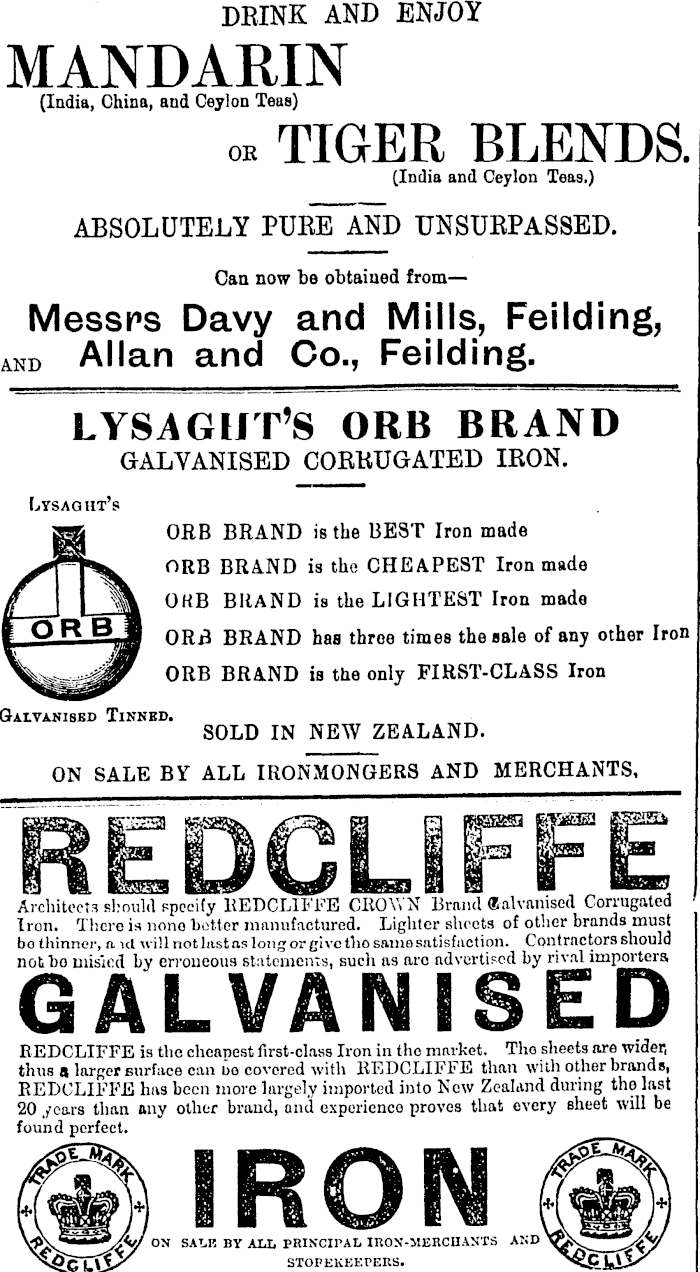 DRINK AND ENJOY
MANDARIN
(India, China, and Ceylon Teas)
OR TIGER BLENDS.
(India and Ceylon Teas.)
ABSOLUTELY PURE AND UNSURPASSED.
Can now be obtained from—
Messrs Davy and Mills, Feilding,
AND Allan and Co., Feilding.
LYSAGHT'S ORB BRAND
GALVANISED CORRUGATED IRON.
LYSAGHT'S
ORB
GALVANISED TINNED.
ORB BRAND is the BEST Iron made
ORB BRAND is the CHEAPEST Iron made
ORB BRAND is the LIGHTEST Iron made
ORB BRAND has three times the sale of any other Iron
ORB BRAND is the only FIRST-CLASS Iron
SOLD IN NEW ZEALAND.
ON SALE BY ALL IRONMONGERS AND MERCHANTS,
REDCLIFFE
Architects should specify REDCLIFFE CROWN Brand Galvanised Corrugated
Iron. There is none better manufactured. Lighter sheets of other brands must
be thinner, and will not last as long or give the same satisfaction. Contractors should
not be misled by erroneous statements, such as are advertised by rival importers
GALVANISED
REDCLIFFE is the cheapest first-class Iron in the market. The sheets are wider,
thus a larger surface can be covered with REDCLIFFE than with other brands,
REDCLIFFE has been more largely imported into New Zealand during the last
20 years than any other brand, and experience proves that every sheet will be
found perfect.
TRADE MARK
REDCLIFFE
IRON
TRADE MARK
REDCLIFFE
ON SALE BY ALL PRINCIPAL IRON-MERCHANTS AND
STOREKEEPERS.